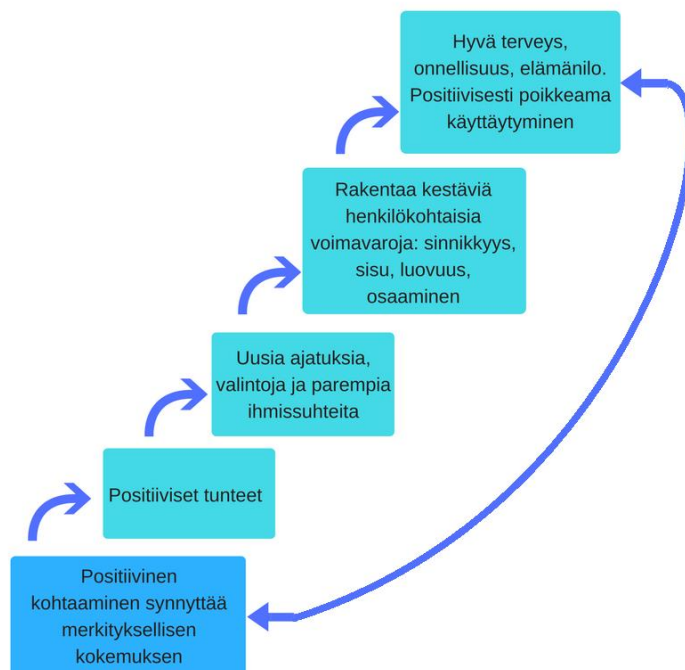 Hyvä terveys,
onnellisuus, elämänilo.
Positiivisesti poikkeama
käyttäytyminen
Rakentaa kestäviä
henkilökohtaisia
voimavaroja: sinnikkyys,
sisu, luovuus,
osaaminen
Uusia ajatuksia,
valintoja ja parempia
ihmissuhteita
Positiiviset tunteet
Positiivinen
kohtaaminen synnyttää
merkityksellisen
kokemuksen